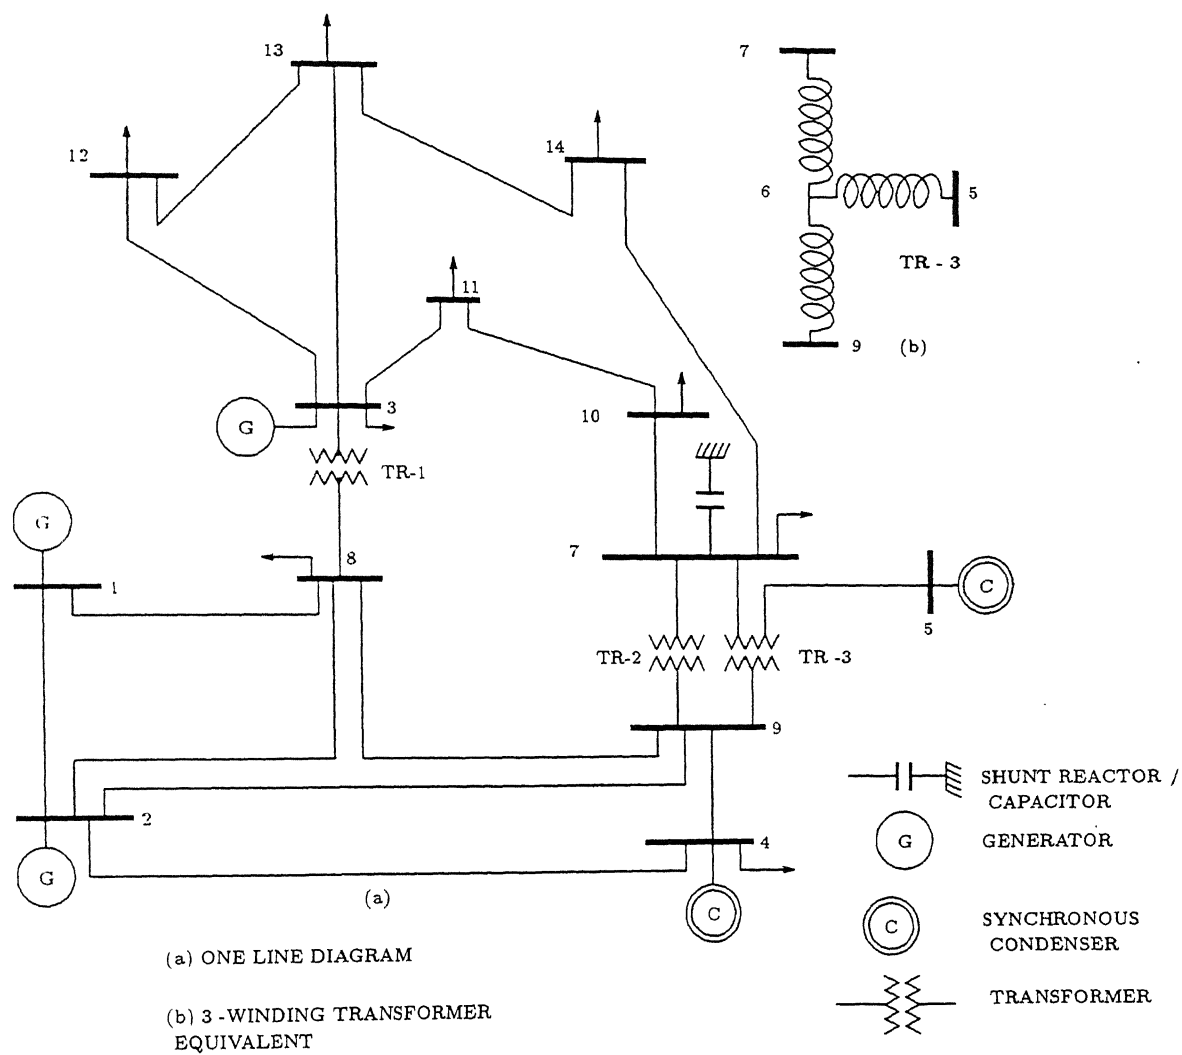 13
7
12
14
6
5
TR - 3
11
9
(b)
3
10
G
TR-1
G
8
7
1
C
5
TR-2
TR -3
9
SHUNT REACTOR /
CAPACITOR
2
4
G
GENERATOR
G
(a)
C
C
SYNCHRONOUS
CONDENSER
(a) ONE LINE DIAGRAM
TRANSFORMER
(b) 3 -WINDING TRANSFORMER
EQUIVALENT